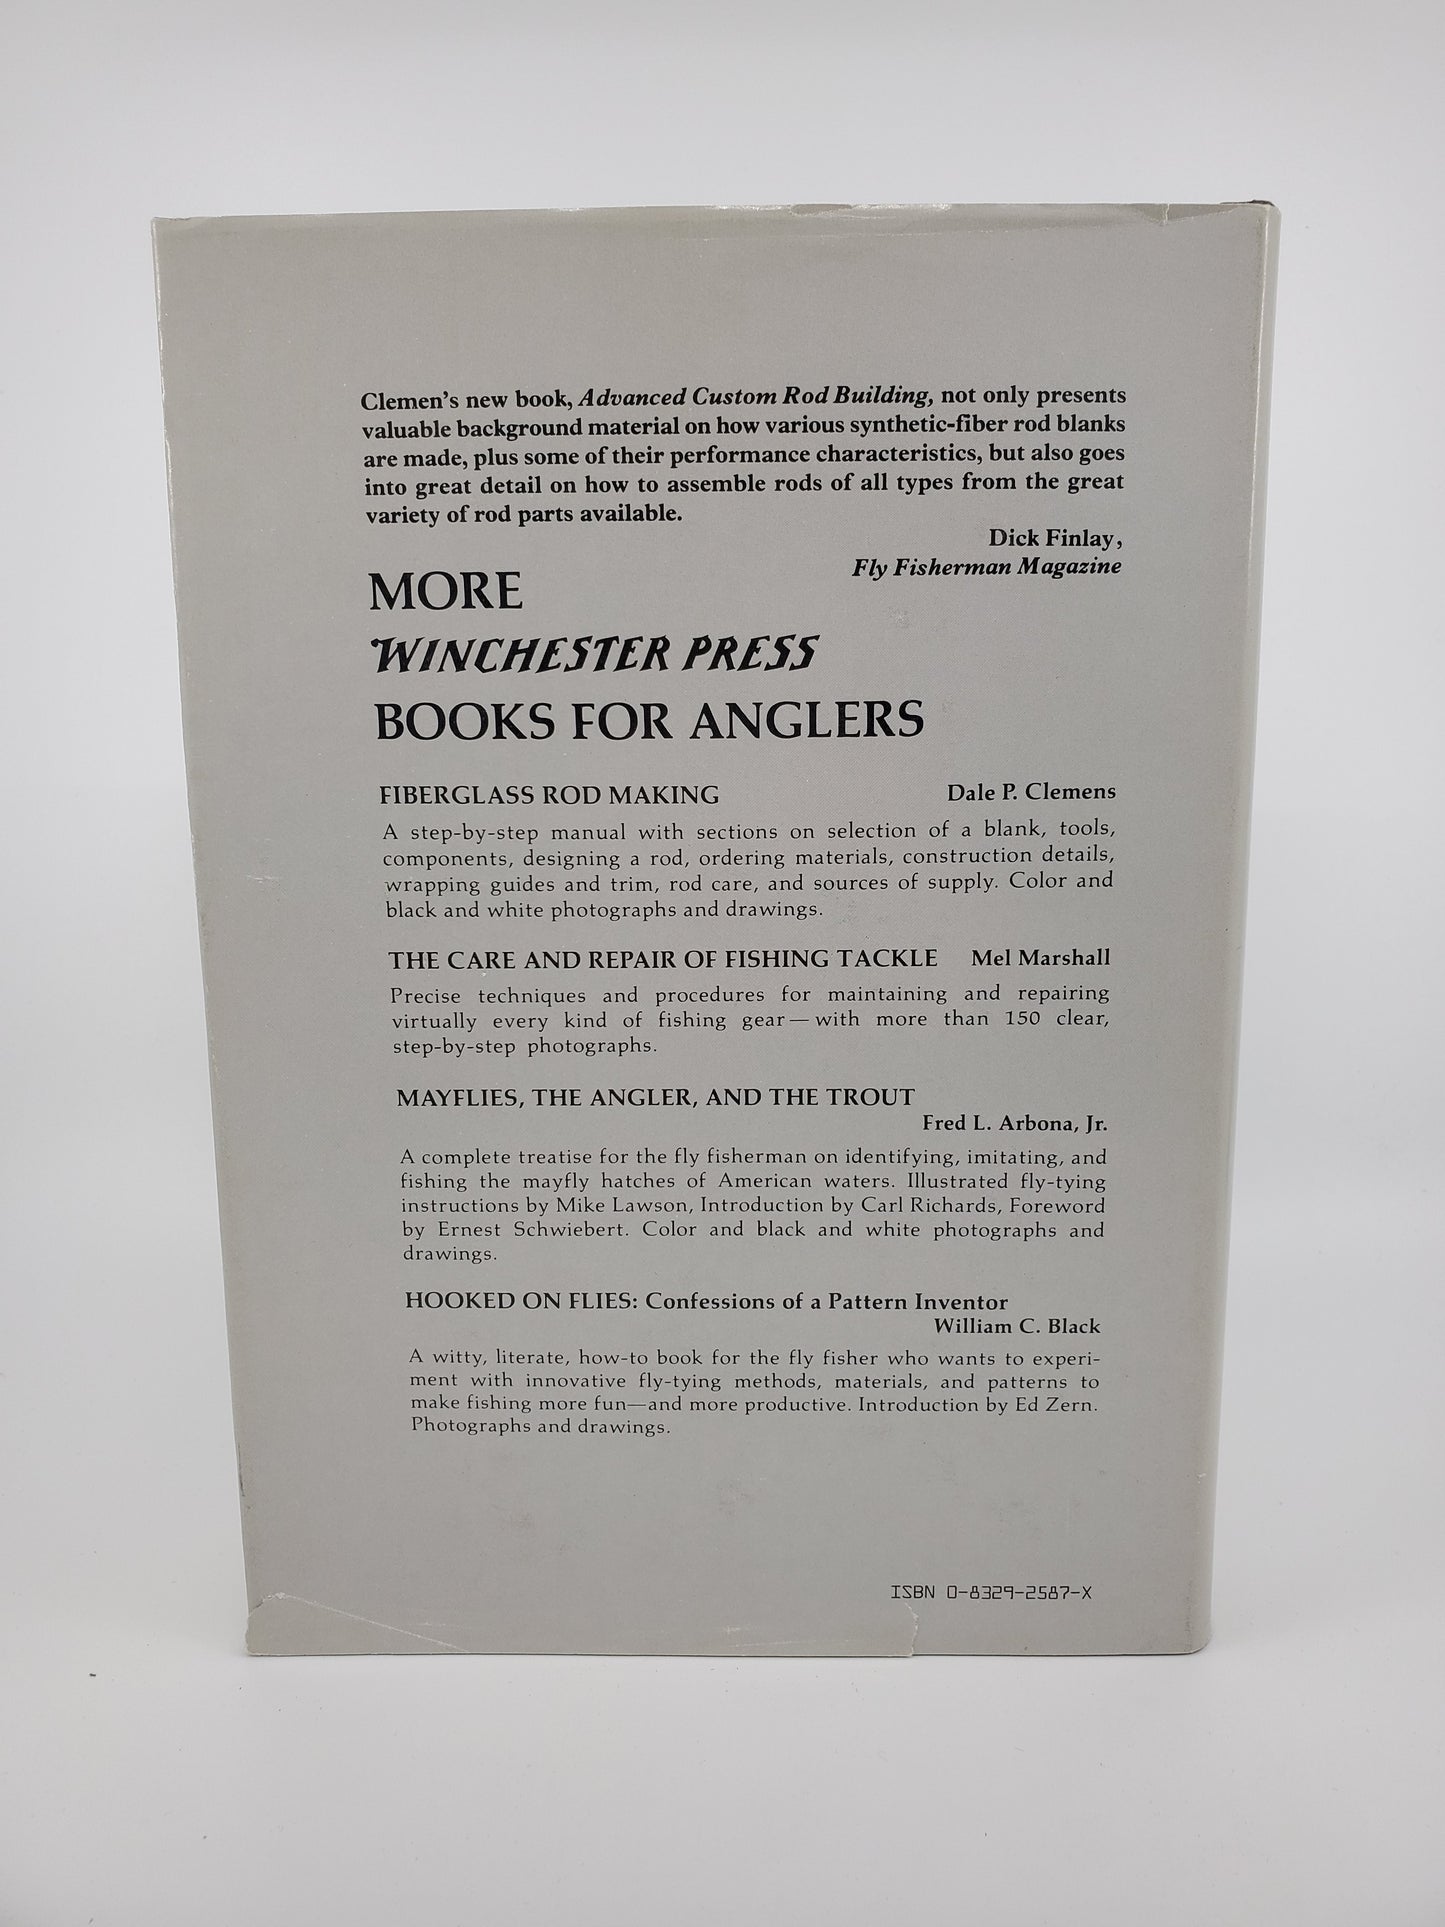 Clemen's new book, Advanced Custom Rod Building, not only presents
valuable background material on how various synthetic-fiber rod blanks
are made, plus some of their performance characteristics, but also goes
into great detail on how to assemble rods of all types from the great
variety of rod parts available.
Dick Finlay,
Fly Fisherman Magazine
MORE
WINCHESTER PRESS
BOOKS FOR ANGLERS
FIBERGLASS ROD MAKING Dale P. Clemens
A step-by-step manual with sections on selection of a blank, tools,
components, designing a rod, ordering materials, construction details,
wrapping guides and trim, rod care, and sources of supply. Color and
black and white photographs and drawings.
THE CARE AND REPAIR OF FISHING TACKLE Mel Marshall
Precise techniques and procedures for maintaining and repairing
virtually every kind of fishing gear—with more than 150 clear,
step-by-step photographs.
MAYFLIES, THE ANGLER, AND THE TROUT
Fred L. Arbona, Jr.
A complete treatise for the fly fisherman on identifying, imitating, and
fishing the mayfly hatches of American waters. Illustrated fly-tying
instructions by Mike Lawson, Introduction by Carl Richards, Foreword
by Ernest Schwiebert. Color and black and white photographs and
drawings.
HOOKED ON FLIES: Confessions of a Pattern Inventor
William C. Black
A witty, literate, how-to book for the fly fisher who wants to experi-
ment with innovative fly-tying methods, materials, and patterns to
make fishing more fun—and more productive. Introduction by Ed Zern.
Photographs and drawings.
ISBN 0-8329-2587-X